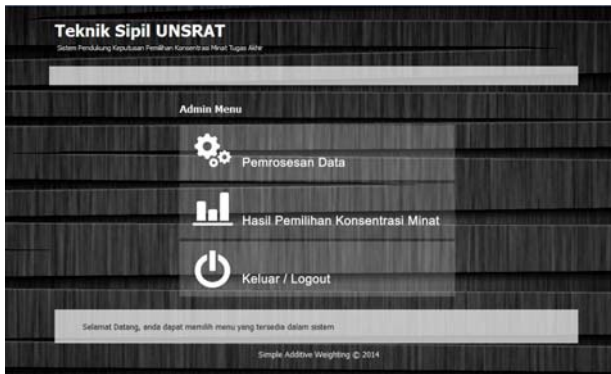 Teknik Sipil UNSRAT
Sistem Pendukung Keputusan Pemilihan Konsentrasi Minat Tugas Akhir
Admin Menu
Pemrosesan Data
Hasil Pemilihan Konsentrasi Minat
Keluar / Logout
Selamat Datang, anda dapat memilih menu yang tersedia dalam sistem
Simple Additive Weighting © 2014